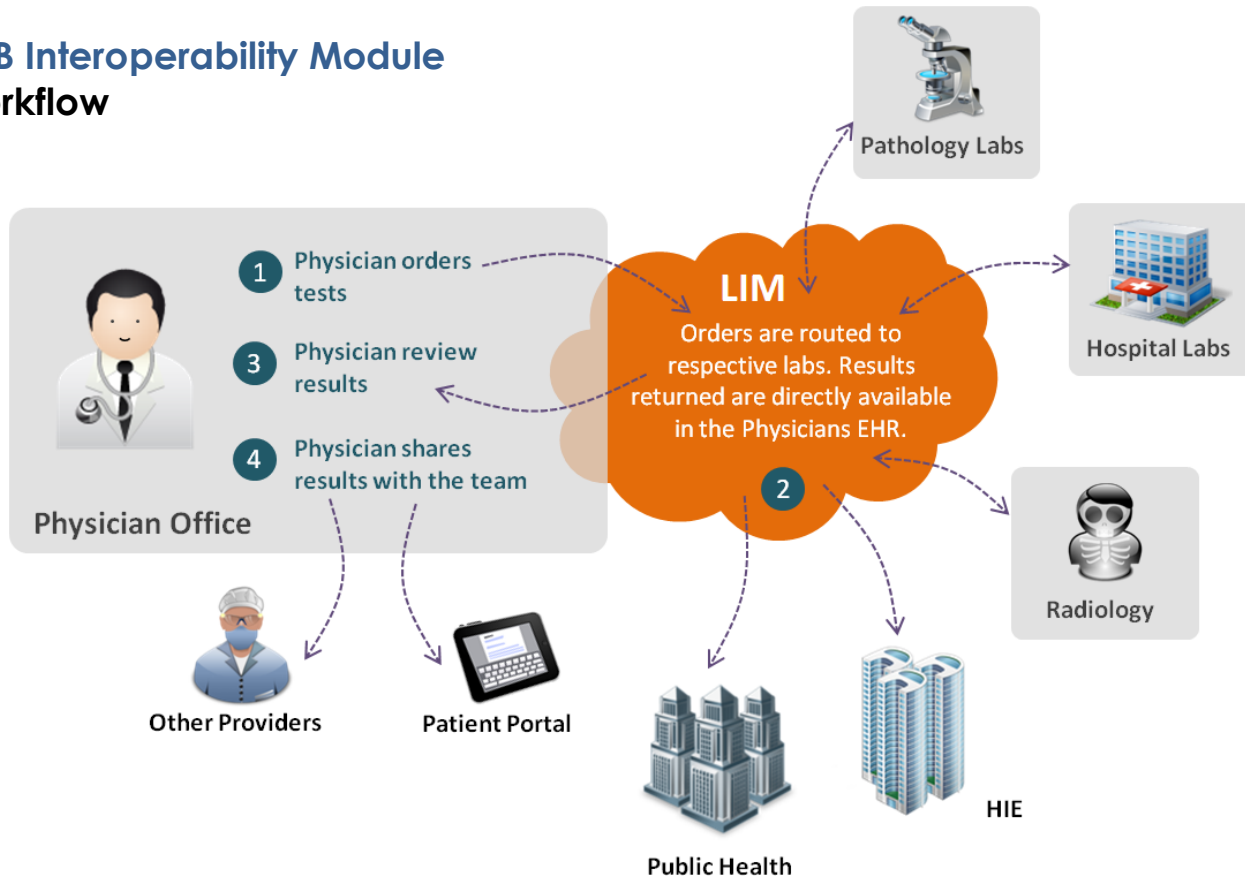 B Interoperability Module
rkflow
Pathology Labs
Hospital Labs
Radiology
1 Physician orders
tests
3 Physician review
results
4 Physician shares
results with the team
Physician Office
LIM
Orders are routed to
respective labs. Results
returned are directly available
in the Physicians EHR.
2
Other Providers
Patient Portal
HIE
Public Health